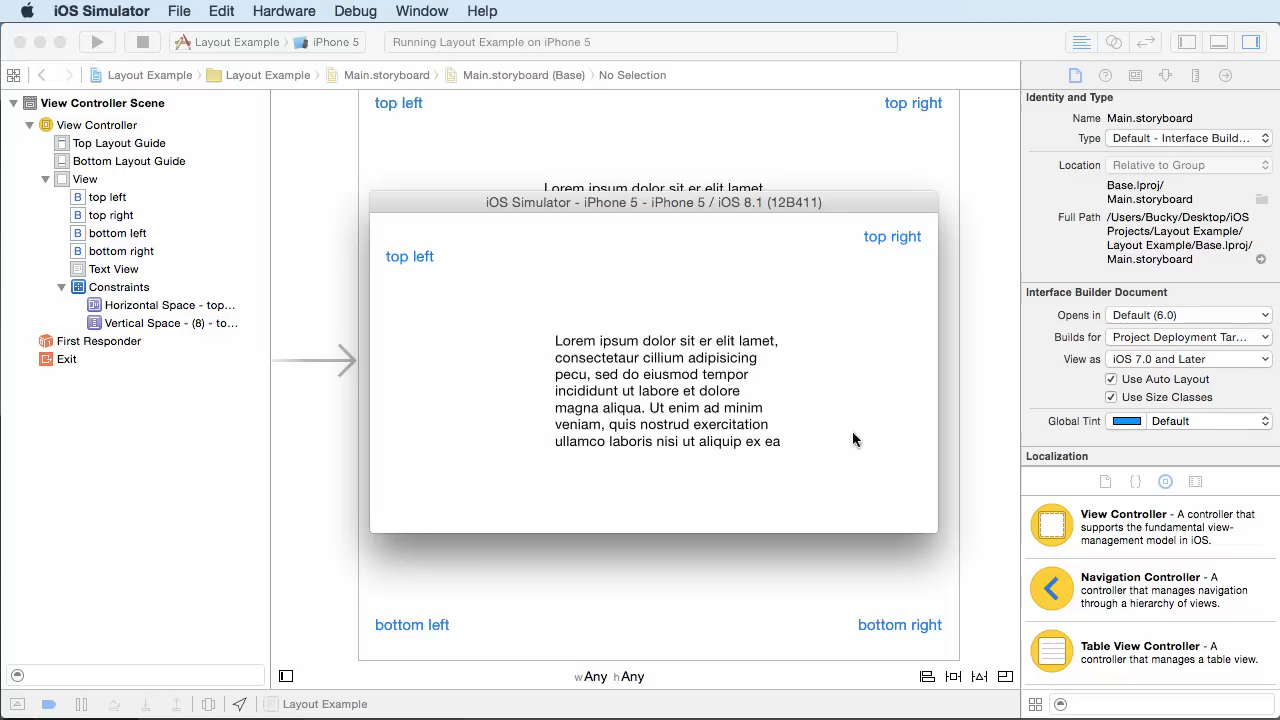 iOS Simulator File Edit Hardware Debug Window Help
Layout Example iPhone 5 Running Layout Example on iPhone 5
Layout Example Layout Example Main.storyboard Main.storyboard (Base) No Selection
View Controller Scene
View Controller
Top Layout Guide
Bottom Layout Guide
View
B top left
B top right
B bottom left
B bottom right
Text View
Constraints
Horizontal Space - top...
Vertical Space - (8) - to...
First Responder
Exit
top left top right
Lorem ipsum dolor sit er elit lamet,
iOS Simulator - iPhone 5 - iPhone 5 / iOS 8.1 (12B411)
top right
top left
Lorem ipsum dolor sit er elit lamet,
consectetaur cillium adipisicing
pecu, sed do eiusmod tempor
incididunt ut labore et dolore
magna aliqua. Ut enim ad minim
veniam, quis nostrud exercitation
ullamco laboris nisi ut aliquip ex ea
bottom left bottom right
wAny hAny
Layout Example
Identity and Type
Name Main.storyboard
Type Default - Interface Build...
Location Relative to Group
Base.lproj/
Main.storyboard
Full Path /Users/Bucky/Desktop/iOS
Projects/Layout Example/
Layout Example/Base.lproj/
Main.storyboard
Interface Builder Document
Opens in Default (6.0)
Builds for Project Deployment Tar...
View as iOS 7.0 and Later
Use Auto Layout
Use Size Classes
Global Tint Default
Localization
View Controller - A controller that
supports the fundamental view-
management model in iOS.
Navigation Controller - A
controller that manages navigation
through a hierarchy of views.
Table View Controller - A
controller that manages a table view.